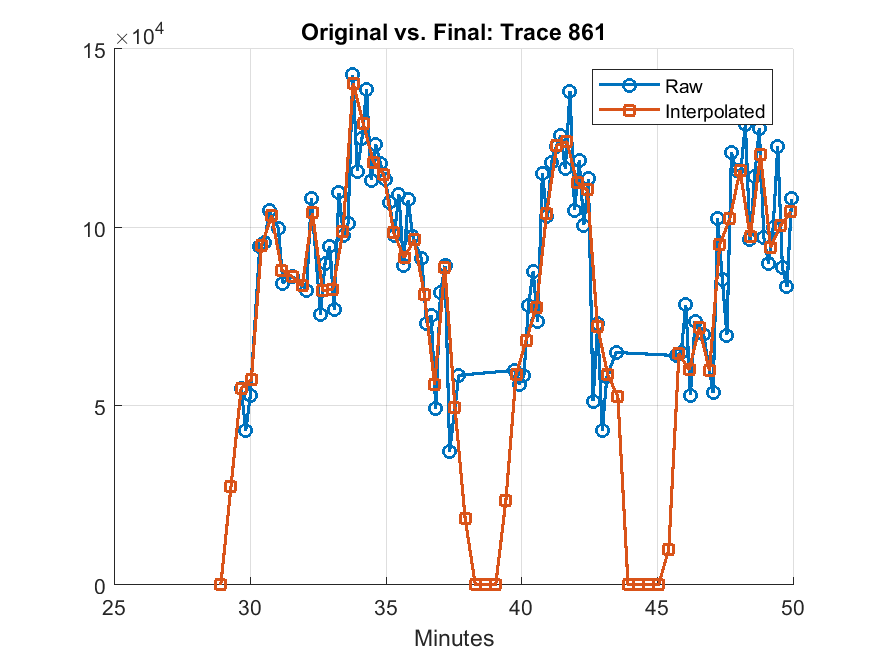 Original vs. Final: Trace 861
×10⁴
15
10
5
0
25 30 35 40 45 50
Minutes
Raw
Interpolated